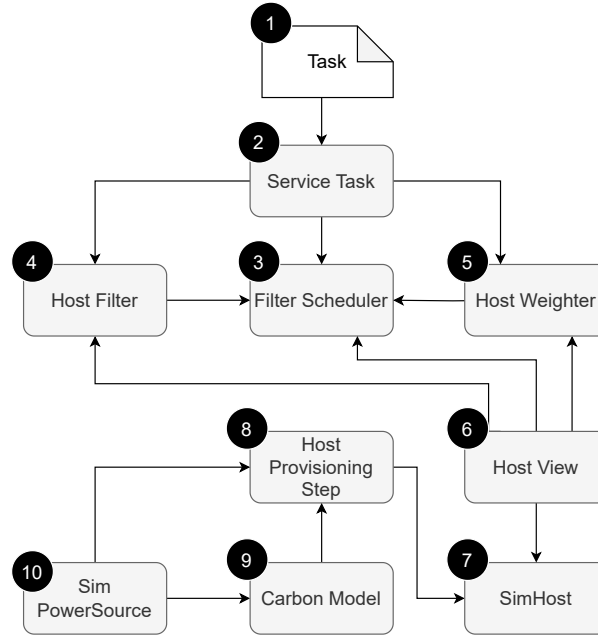 1
Task
2
Service Task
4
Host Filter
3
Filter Scheduler
5
Host Weighter
8
Host
Provisioning
Step
6
Host View
10
Sim
PowerSource
9
Carbon Model
7
SimHost